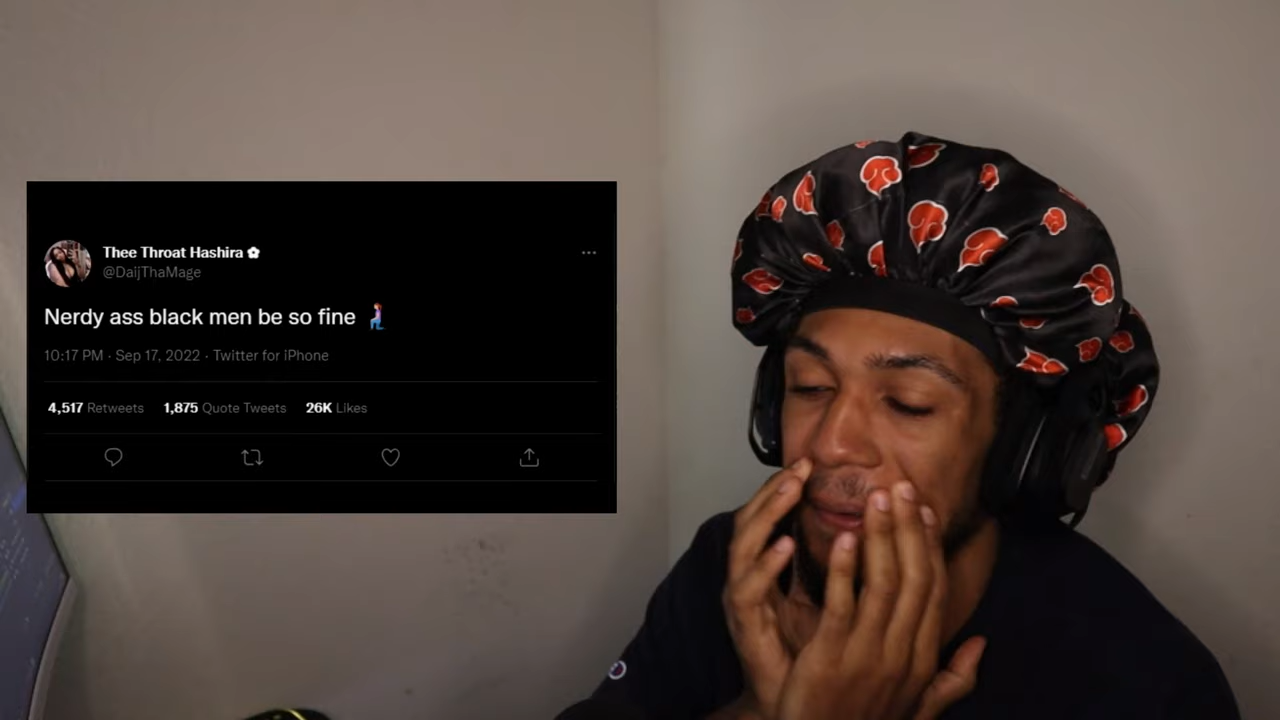 Thee Throat Hashira ✿
@DaijThaMage
Nerdy ass black men be so fine 🧎‍♀️
10:17 PM · Sep 17, 2022 · Twitter for iPhone
4,517 Retweets 1,875 Quote Tweets 26K Likes